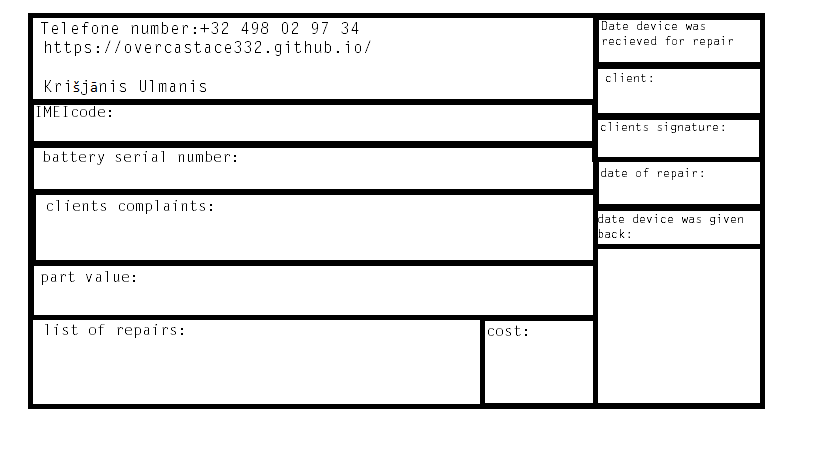 Telefone number:+32 498 02 97 34
https://overcastace332.github.io/
Krišjānis Ulmanis
IMEIcode:
battery serial number:
clients complaints:
part value:
list of repairs:
cost:
Date device was
recieved for repair
client:
clients signature:
date of repair:
date device was given
back: